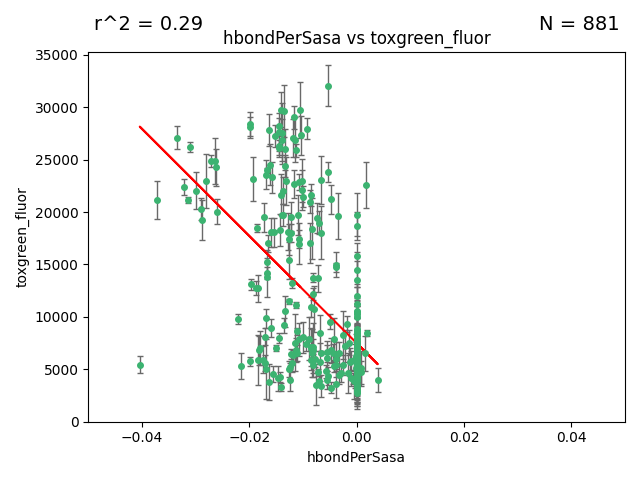 r^2 = 0.29
N = 881
hbondPerSasa vs toxgreen_fluor
35000
30000
25000
20000
15000
10000
5000
0
toxgreen_fluor
−0.04
−0.02
0.00
0.02
0.04
hbondPerSasa